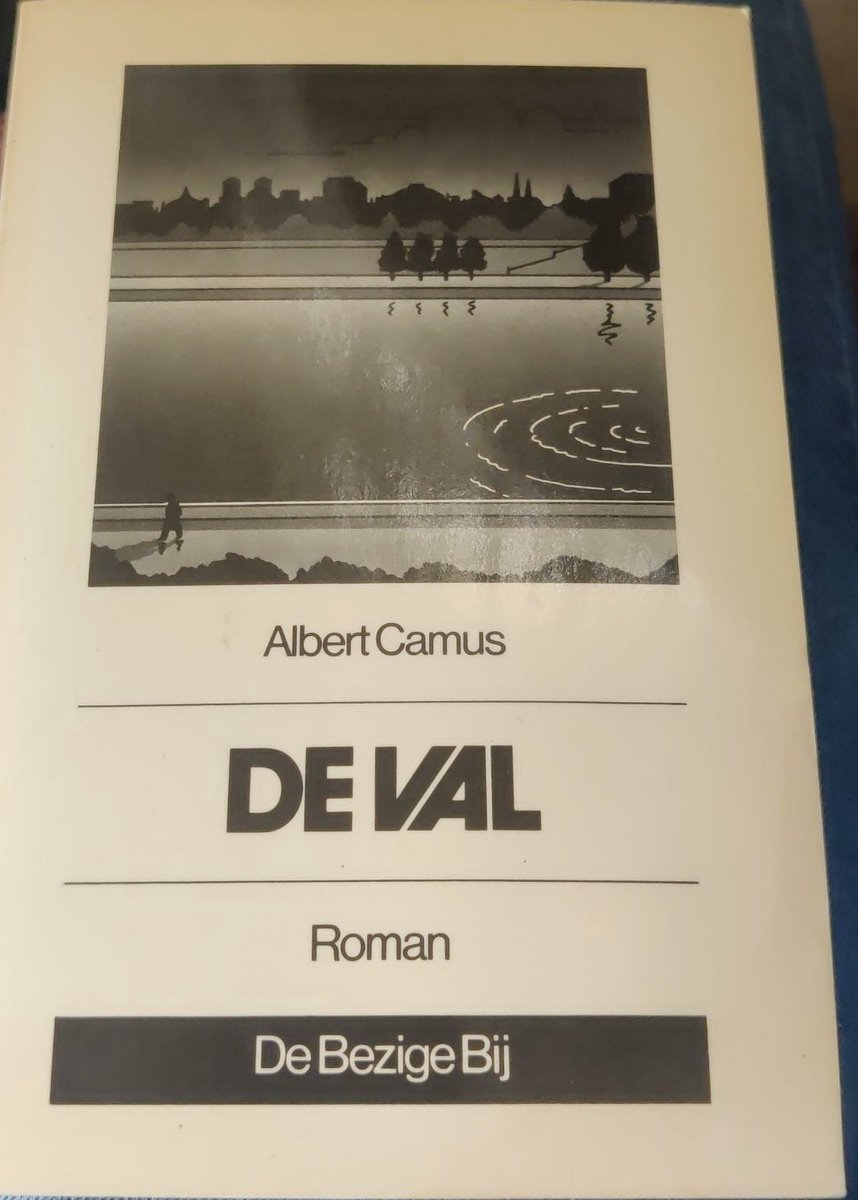 Albert Camus
DE VAL
Roman
De Bezige Bij